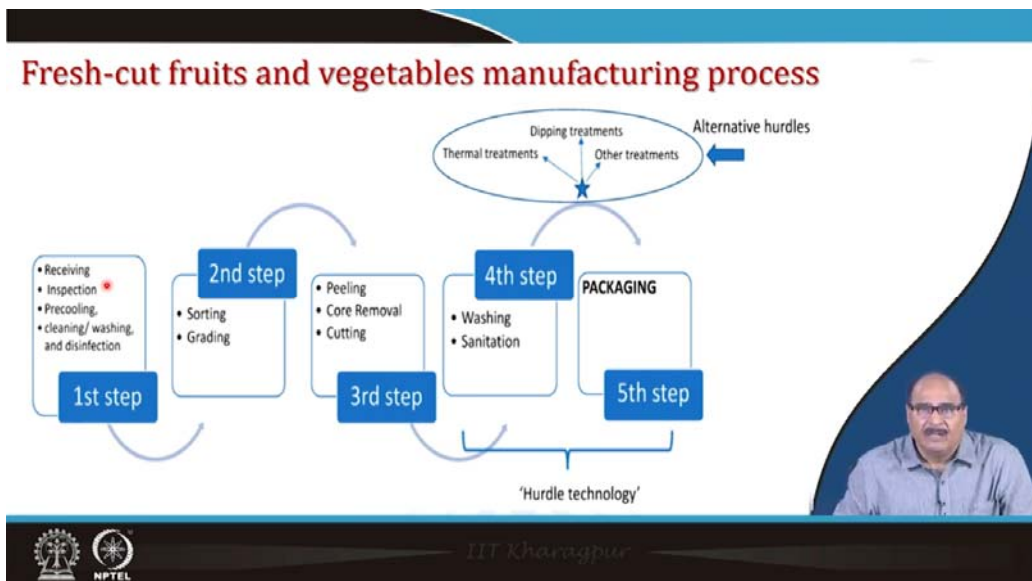 Fresh-cut fruits and vegetables manufacturing process
Dipping treatments
Thermal treatments
Other treatments
Alternative hurdles
• Receiving
• Inspection
• Precooling,
• cleaning/ washing,
and disinfection
1st step
2nd step
• Sorting
• Grading
• Peeling
• Core Removal
• Cutting
3rd step
4th step
• Washing
• Sanitation
PACKAGING
5th step
'Hurdle technology'
IIT Kharagpur
NPTEL